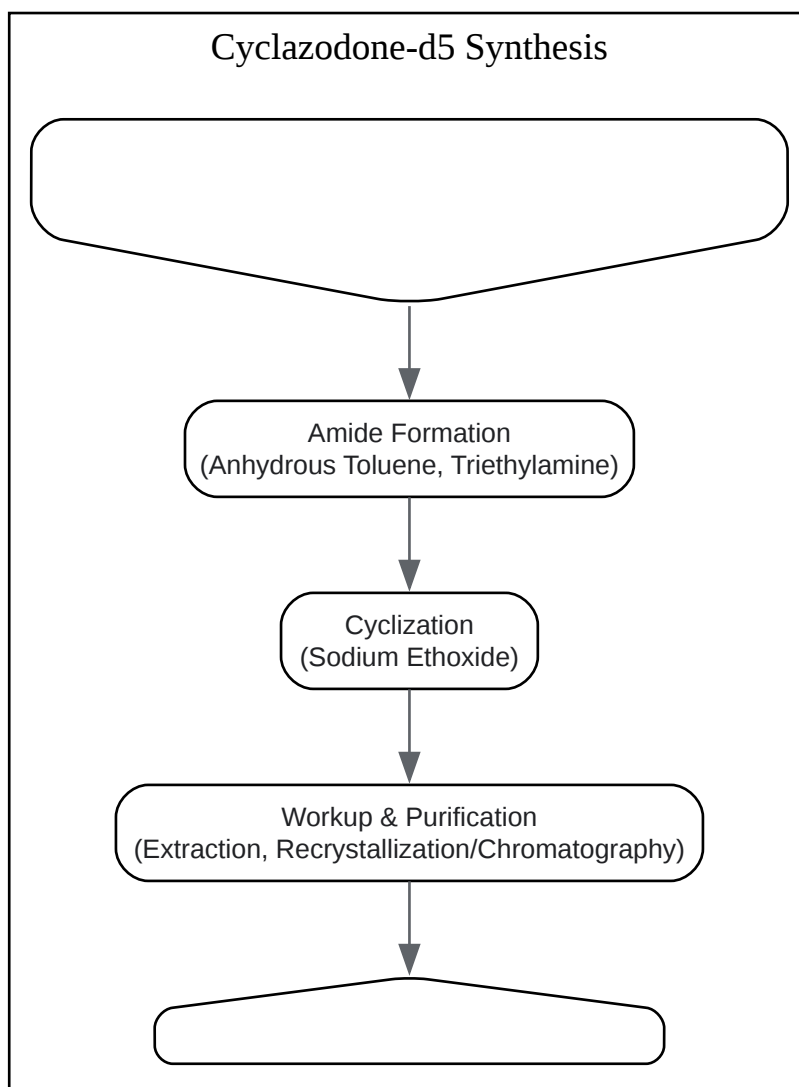 Cyclazodone-d5 Synthesis
Amide Formation
(Anhydrous Toluene, Triethylamine)
Cyclization
(Sodium Ethoxide)
Workup & Purification
(Extraction, Recrystallization/Chromatography)